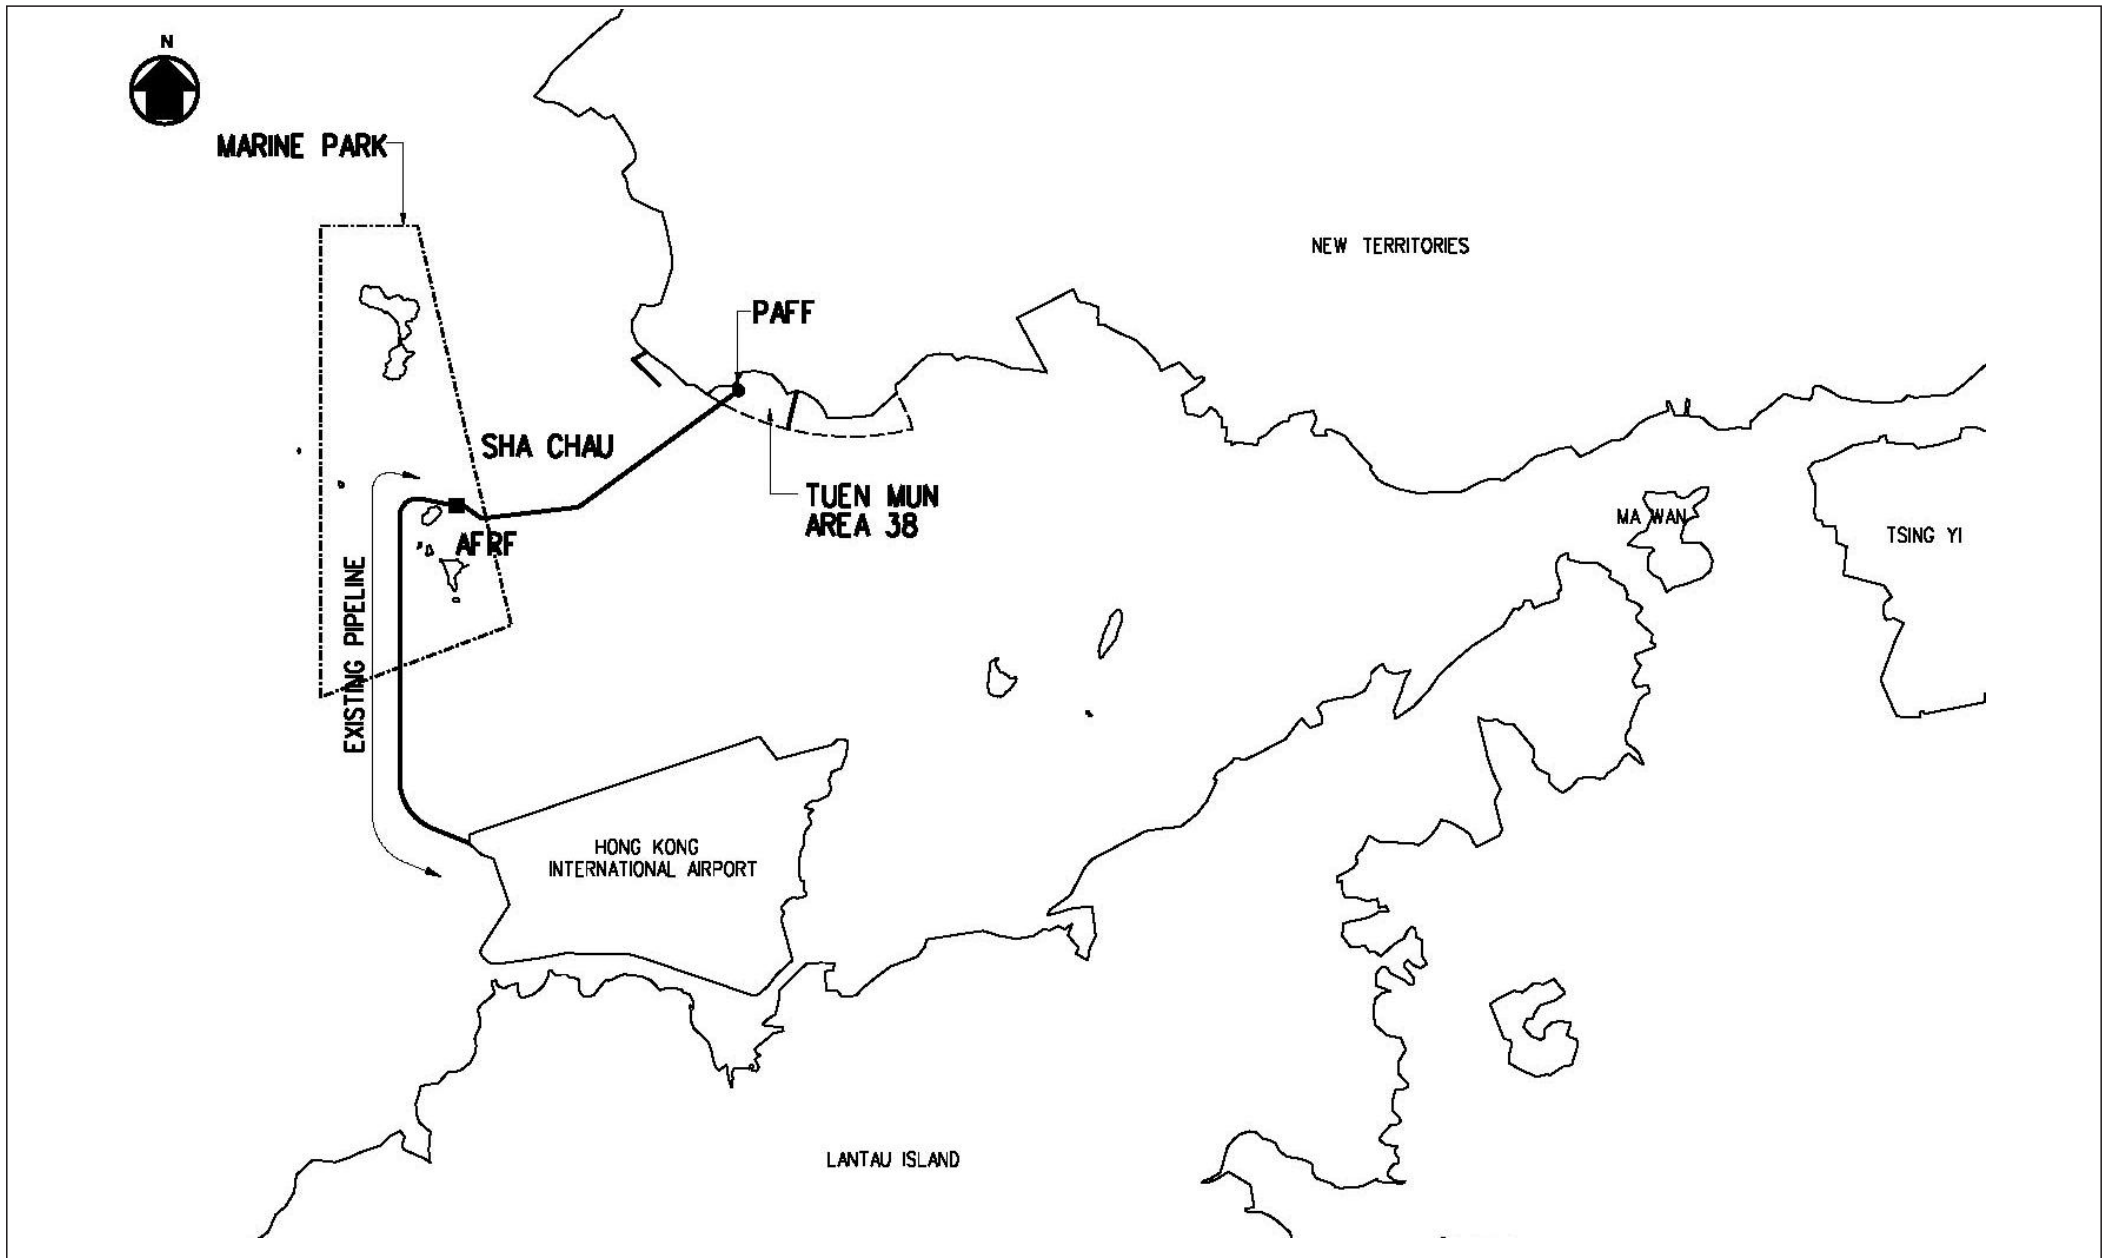 N
MARINE PARK
NEW TERRITORIES
PAFF
SHA CHAU
TUEN MUN
AREA 38
MA WAN
TSING YI
AFRF
EXISTING PIPELINE
HONG KONG
INTERNATIONAL AIRPORT
LANTAU ISLAND